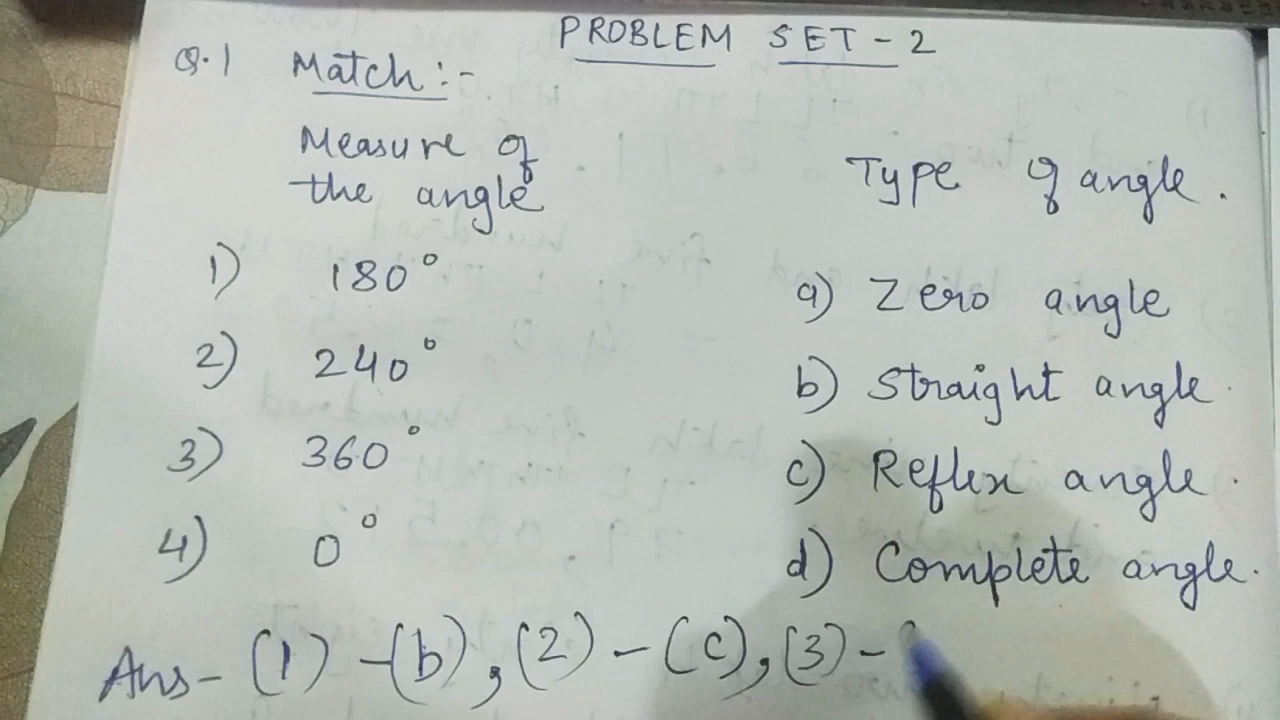 PROBLEM SET - 2
Q.1 Match :-
Measure of
the angle
Type of angle.
1) 180° a) Zero angle
2) 240° b) Straight angle.
3) 360° c) Reflex angle.
4) 0° d) Complete angle.
Ans- (1) -(b), (2) - (c), (3) -